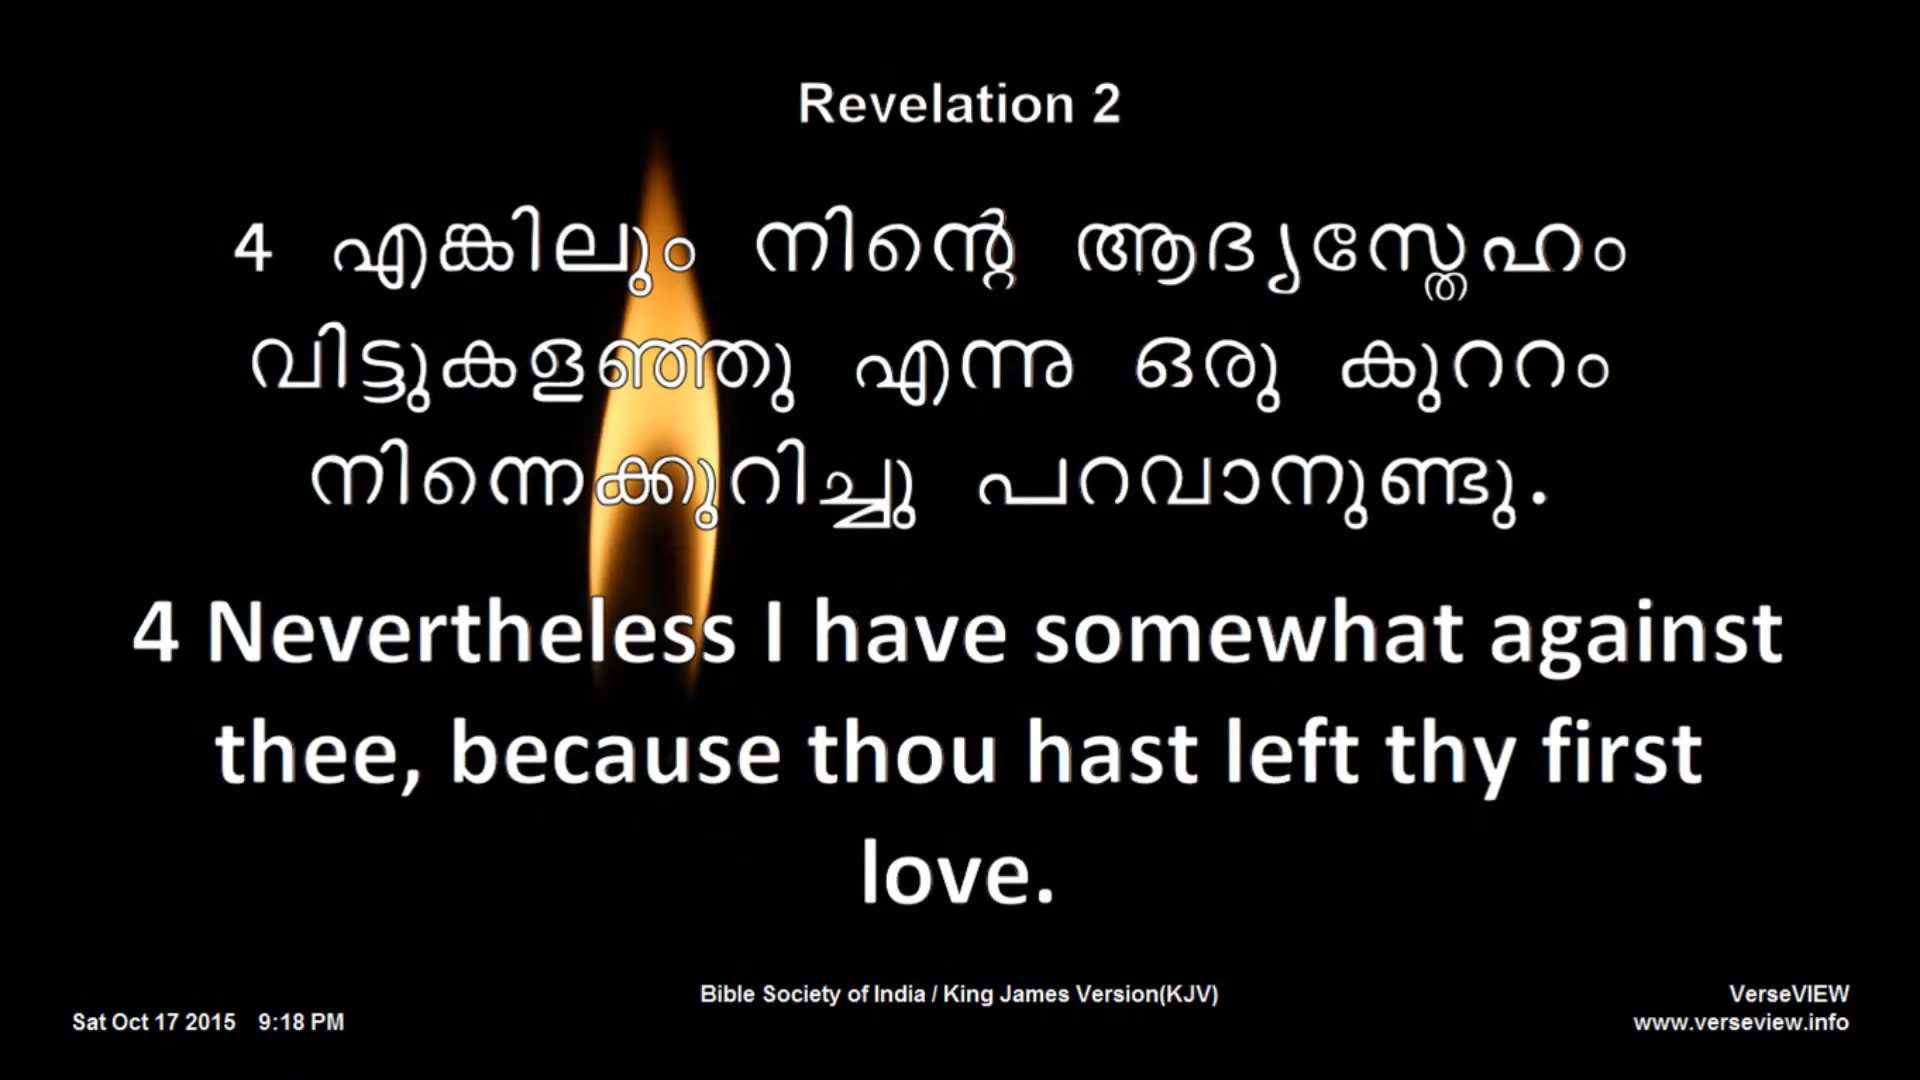 Revelation 2
4 എങ്കിലും നിന്റെ ആദ്യസ്നേഹം
വിട്ടുകളഞ്ഞു എന്നു ഒരു കുററം
നിന്നെക്കുറിച്ചു പറവാനുണ്ടു.
4 Nevertheless I have somewhat against
thee, because thou hast left thy first
love.
Bible Society of India / King James Version(KJV)
Sat Oct 17 2015 9:18 PM
VerseVIEW
www.verseview.info